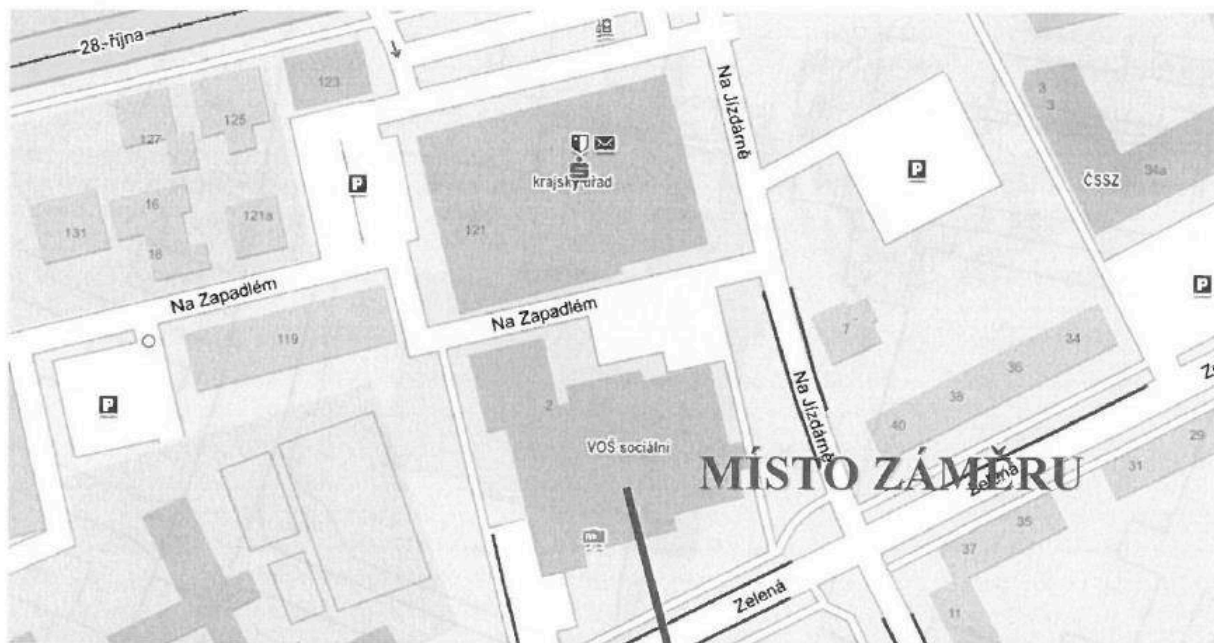 28. října
123
125
127
Na Jízdárně
3
3
34a
ČSSZ
P
P
krajský úřad
S
16
121a
131
18
121
P
Na Zapadlém
Na Zapadlém
7
34
119
36
Na Jízdárně
P
2
38
40
VOŠ sociální
29
MÍSTO ZÁMĚRU
31
Zelená
35
37
Zelená
11